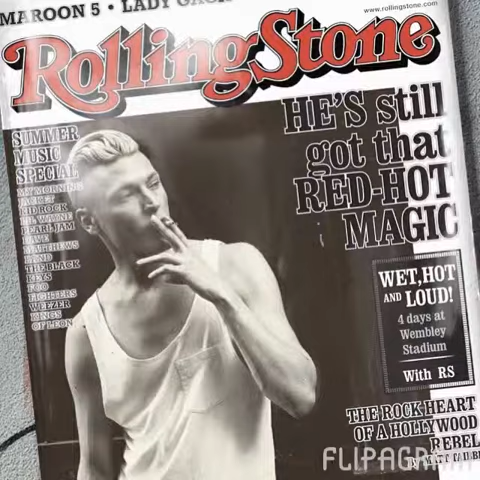 MAROON 5 • LADY GAGA
www.rollingstone.com
RollingStone
HE'S still
got that
RED-HOT
MAGIC
SUMMER
MUSIC
SPECIAL
MY MORNING
JACKET
KID ROCK
LIL WAYNE
PEARL JAM
DAVE
MATTHEWS
BAND
THE BLACK
KEYS
FOO
FIGHTERS
WEEZER
KINGS
OF LEON
WET, HOT
AND LOUD!
4 days at
Wembley
Stadium
With RS
THE ROCK HEART
OF A HOLLYWOOD
REBEL
FLIPAGRAM